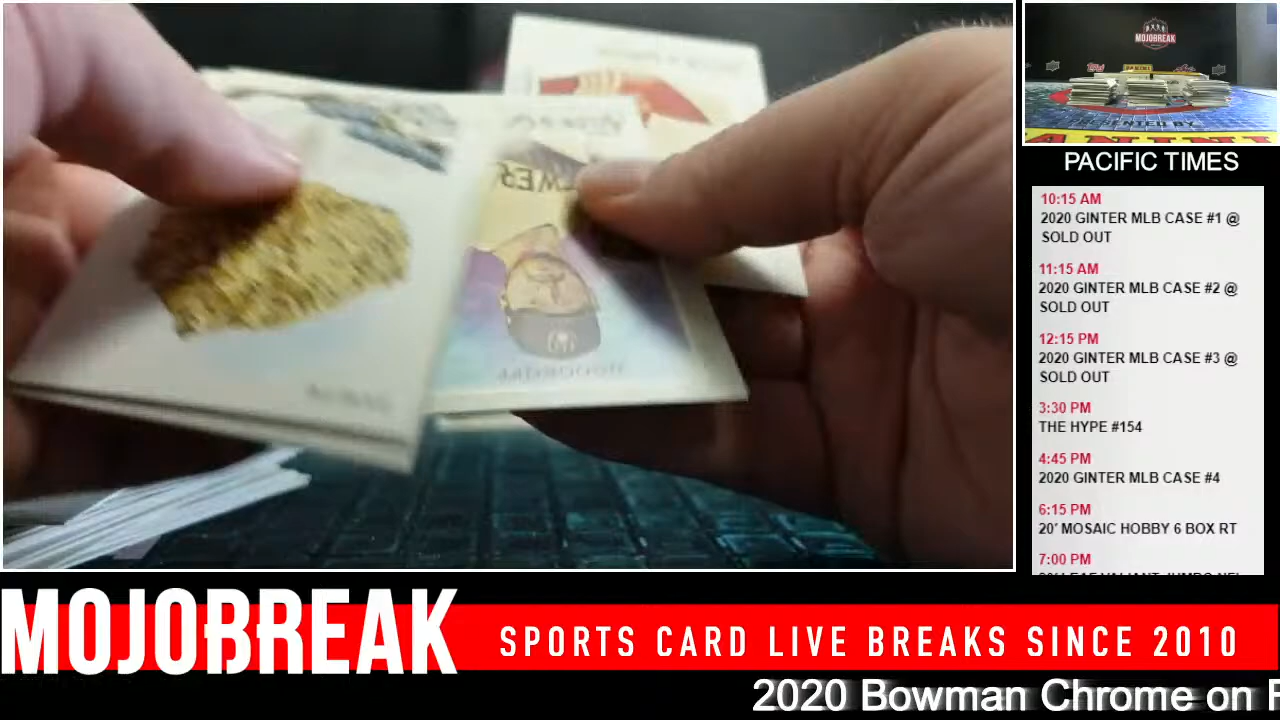 MOJOBREAK
PACIFIC TIMES
10:15 AM
2020 GINTER MLB CASE #1 @
SOLD OUT
11:15 AM
2020 GINTER MLB CASE #2 @
SOLD OUT
12:15 PM
2020 GINTER MLB CASE #3 @
SOLD OUT
3:30 PM
THE HYPE #154
4:45 PM
2020 GINTER MLB CASE #4
6:15 PM
20' MOSAIC HOBBY 6 BOX RT
7:00 PM
MOJOBREAK
SPORTS CARD LIVE BREAKS SINCE 2010
2020 Bowman Chrome on